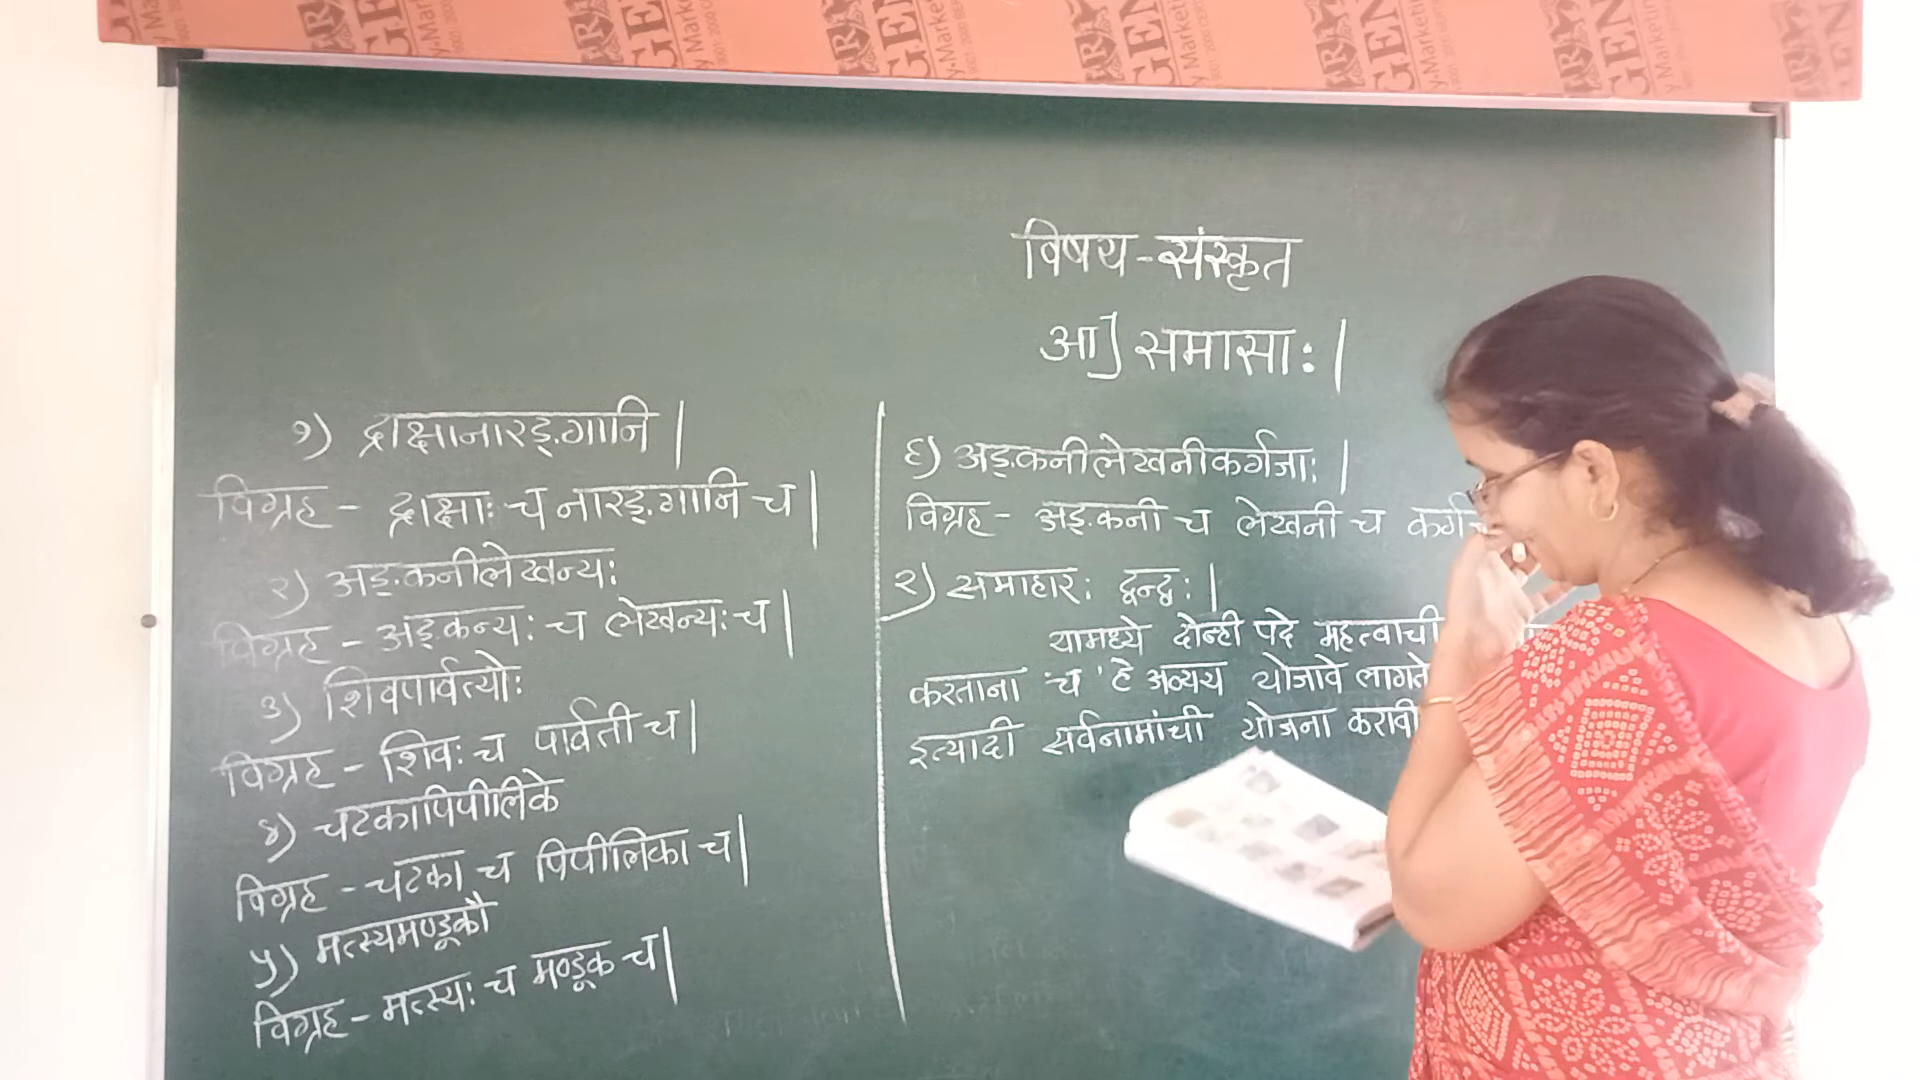 विषय-संस्कृत
आ] समासाः|
१) द्राक्षानारङ्.गानि|
विग्रह - द्राक्षाः च नारङ्.गानि च|
२) अङ्.कनीलेखन्यः
विग्रह - अङ्.कन्यः च लेखन्यः च|
३) शिवपार्वत्योः
विग्रह - शिवः च पार्वती च|
४) चटकापिपीलिके
विग्रह - चटका च पिपीलिका च|
५) मत्स्यमण्डूकौ
विग्रह - मत्स्यः च मण्डूक च|
६) अङ्.कनीलेखनीकर्गजाः|
विग्रह - अङ्.कनी च लेखनी च
२) समाहारः द्वन्द्वः|
यामध्ये दोन्ही पदे महत्वाची
करताना 'च' हे अव्यय योजावे लागते
इत्यादी सर्वनामांची योजना करावी